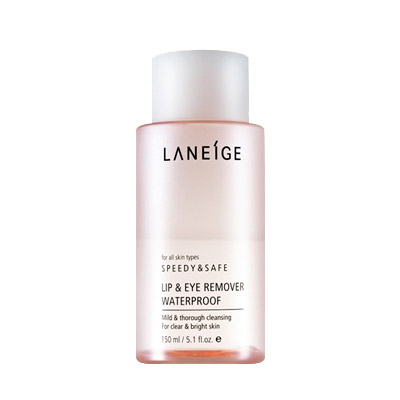 LANEÍGE
for all skin types
SPEEDY&SAFE
LIP & EYE REMOVER
WATERPROOF
Mild & thorough cleansing
For clear & bright skin
150 ml / 5.1 fl.oz. e